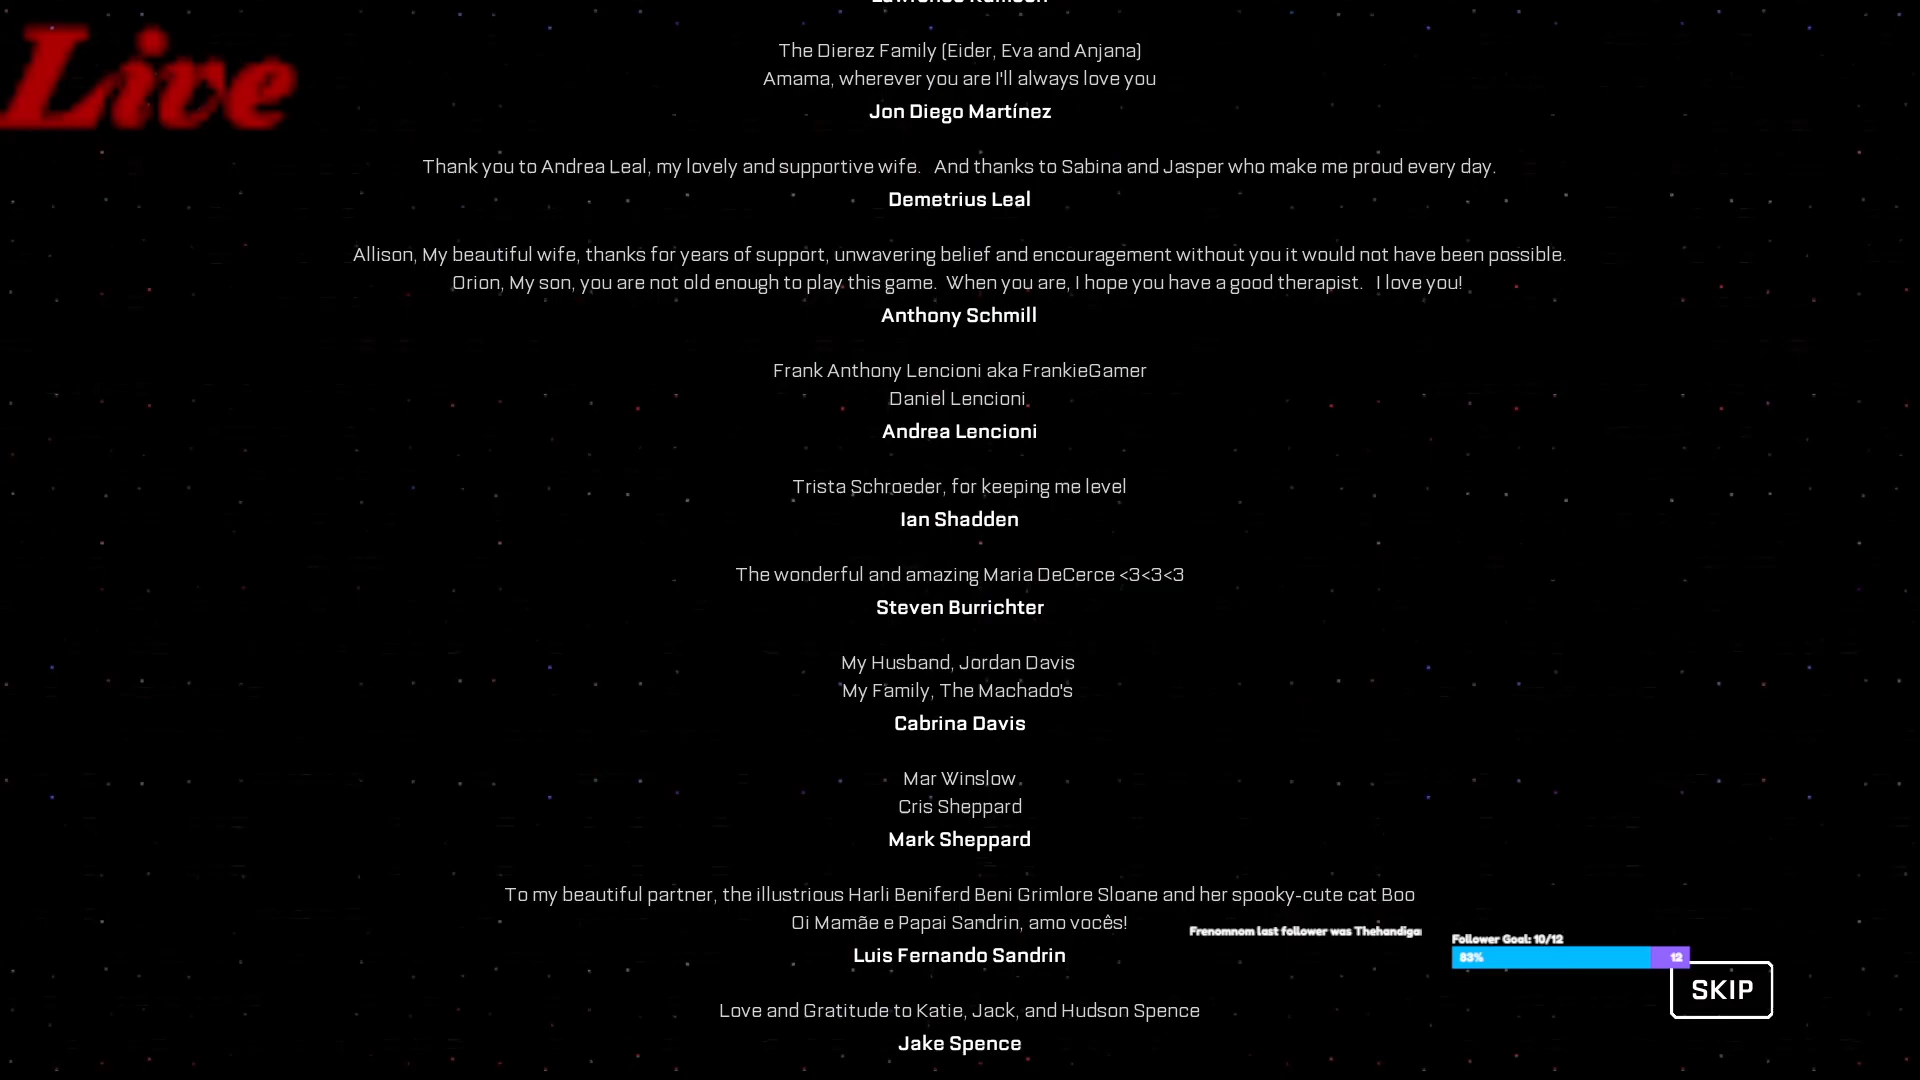 Live
The Dierez Family (Eider, Eva and Anjana)
Amama, wherever you are I'll always love you
Jon Diego Martínez
Thank you to Andrea Leal, my lovely and supportive wife.   And thanks to Sabina and Jasper who make me proud every day.
Demetrius Leal
Allison, My beautiful wife, thanks for years of support, unwavering belief and encouragement without you it would not have been possible.
Orion, My son, you are not old enough to play this game.  When you are, I hope you have a good therapist.   I love you!
Anthony Schmill
Frank Anthony Lencioni aka FrankieGamer
Daniel Lencioni
Andrea Lencioni
Trista Schroeder, for keeping me level
Ian Shadden
The wonderful and amazing Maria DeCerce <3<3<3
Steven Burrichter
My Husband, Jordan Davis
My Family, The Machado's
Cabrina Davis
Mar Winslow
Cris Sheppard
Mark Sheppard
To my beautiful partner, the illustrious Harli Beniferd Beni Grimlore Sloane and her spooky-cute cat Boo
Oi Mamãe e Papai Sandrin, amo vocês!
Luis Fernando Sandrin
Frenomnom last follower was Thehandiga
Follower Goal: 10/12
83% 12
SKIP
Love and Gratitude to Katie, Jack, and Hudson Spence
Jake Spence